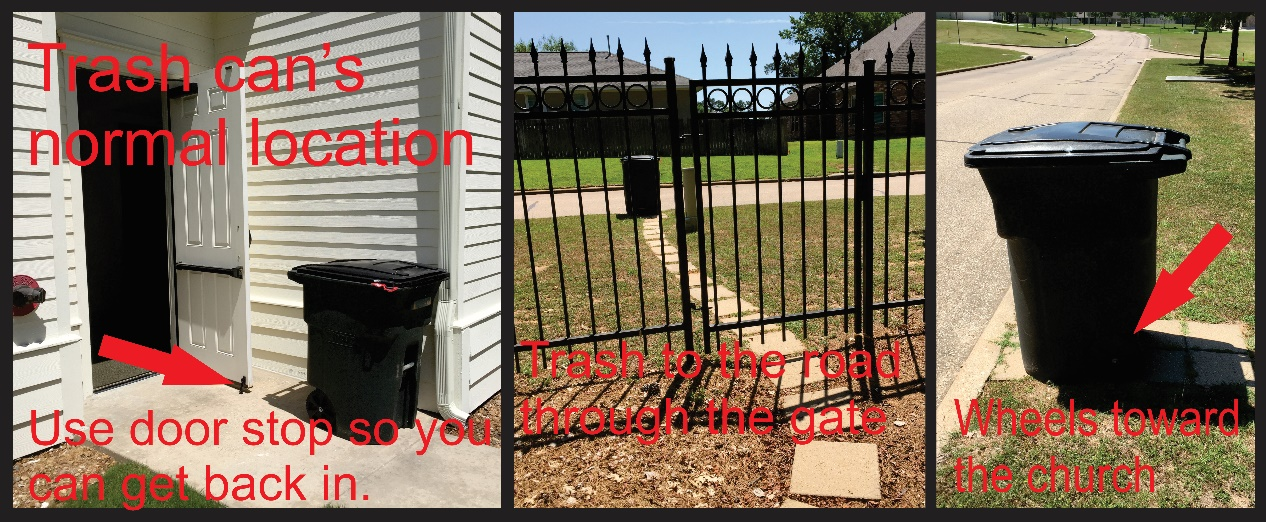 Trash can's
normal location
Use door stop so you
can get back in.
Trash to the road
through the gate
Wheels toward
the church